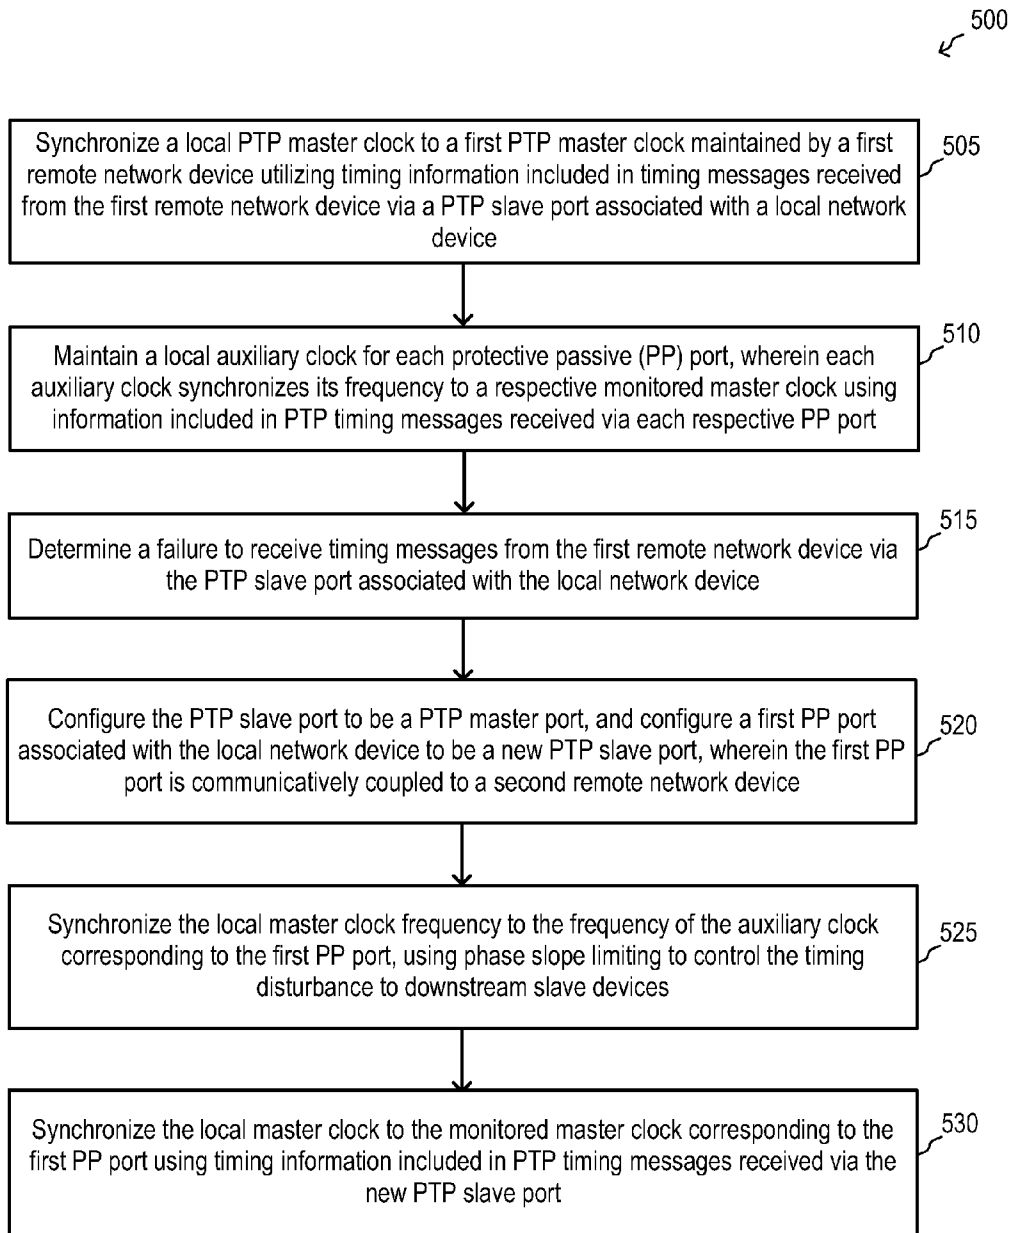 500
Synchronize a local PTP master clock to a first PTP master clock maintained by a first
remote network device utilizing timing information included in timing messages received
from the first remote network device via a PTP slave port associated with a local network
device
505
Maintain a local auxiliary clock for each protective passive (PP) port, wherein each
auxiliary clock synchronizes its frequency to a respective monitored master clock using
information included in PTP timing messages received via each respective PP port
510
Determine a failure to receive timing messages from the first remote network device via
the PTP slave port associated with the local network device
515
Configure the PTP slave port to be a PTP master port, and configure a first PP port
associated with the local network device to be a new PTP slave port, wherein the first PP
port is communicatively coupled to a second remote network device
520
Synchronize the local master clock frequency to the frequency of the auxiliary clock
corresponding to the first PP port, using phase slope limiting to control the timing
disturbance to downstream slave devices
525
Synchronize the local master clock to the monitored master clock corresponding to the
first PP port using timing information included in PTP timing messages received via the
new PTP slave port
530